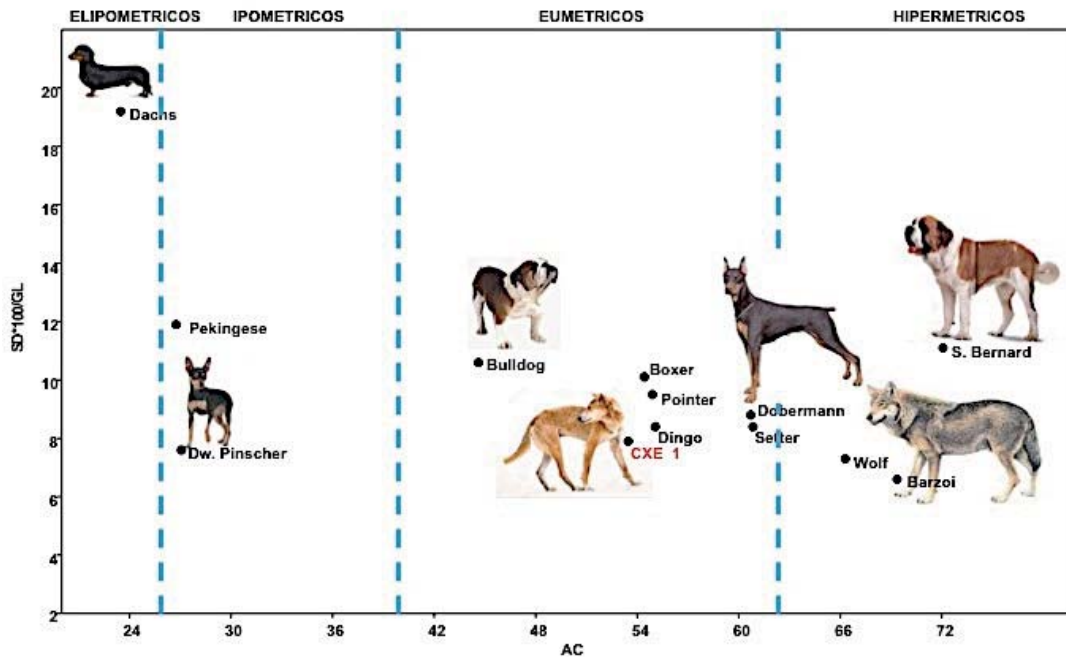 ELIPOMETRICOS IPOMETRICOS EUMETRICOS HIPERMETRICOS
20
Dachs
18
16
14
12
Pekingese
S. Bernard
SD*100/GL
Bulldog
Boxer
10
Pointer
Dobermann
Dingo
Setter
8
CXE 1
Dw. Pinscher
Wolf
Barzoi
6
4
2
24 30 36 42 48 54 60 66 72
AC